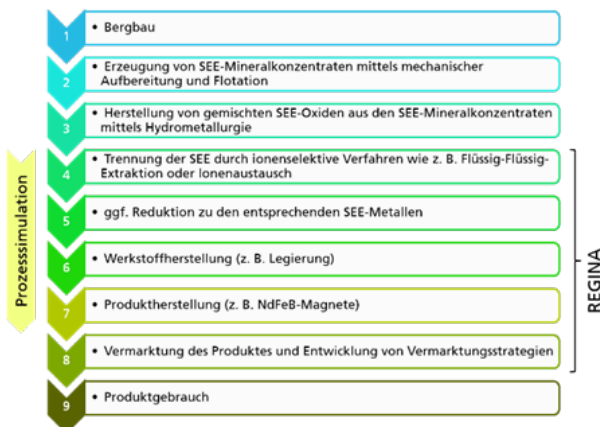 1
• Bergbau
2
• Erzeugung von SEE-Mineralkonzentraten mittels mechanischer
Aufbereitung und Flotation
3
• Herstellung von gemischten SEE-Oxiden aus den SEE-Mineralkonzentraten
mittels Hydrometallurgie
4
• Trennung der SEE durch ionenselektive Verfahren wie z. B. Flüssig-Flüssig-
Extraktion oder Ionenaustausch
5
• ggf. Reduktion zu den entsprechenden SEE-Metallen
6
• Werkstoffherstellung (z. B. Legierung)
7
• Produktherstellung (z. B. NdFeB-Magnete)
8
• Vermarktung des Produktes und Entwicklung von Vermarktungsstrategien
9
• Produktgebrauch
Prozesssimulation
REGINA